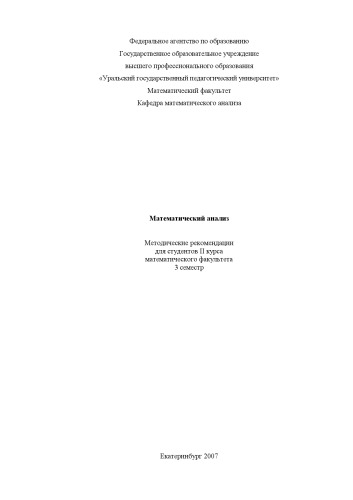 Федеральное агентство по образованию
Государственное образовательное учреждение
высшего профессионального образования
«Уральский государственный педагогический университет»
Математический факультет
Кафедра математического анализа
Математический анализ
Методические рекомендации
для студентов II курса
математического факультета
3 семестр
Екатеринбург 2007